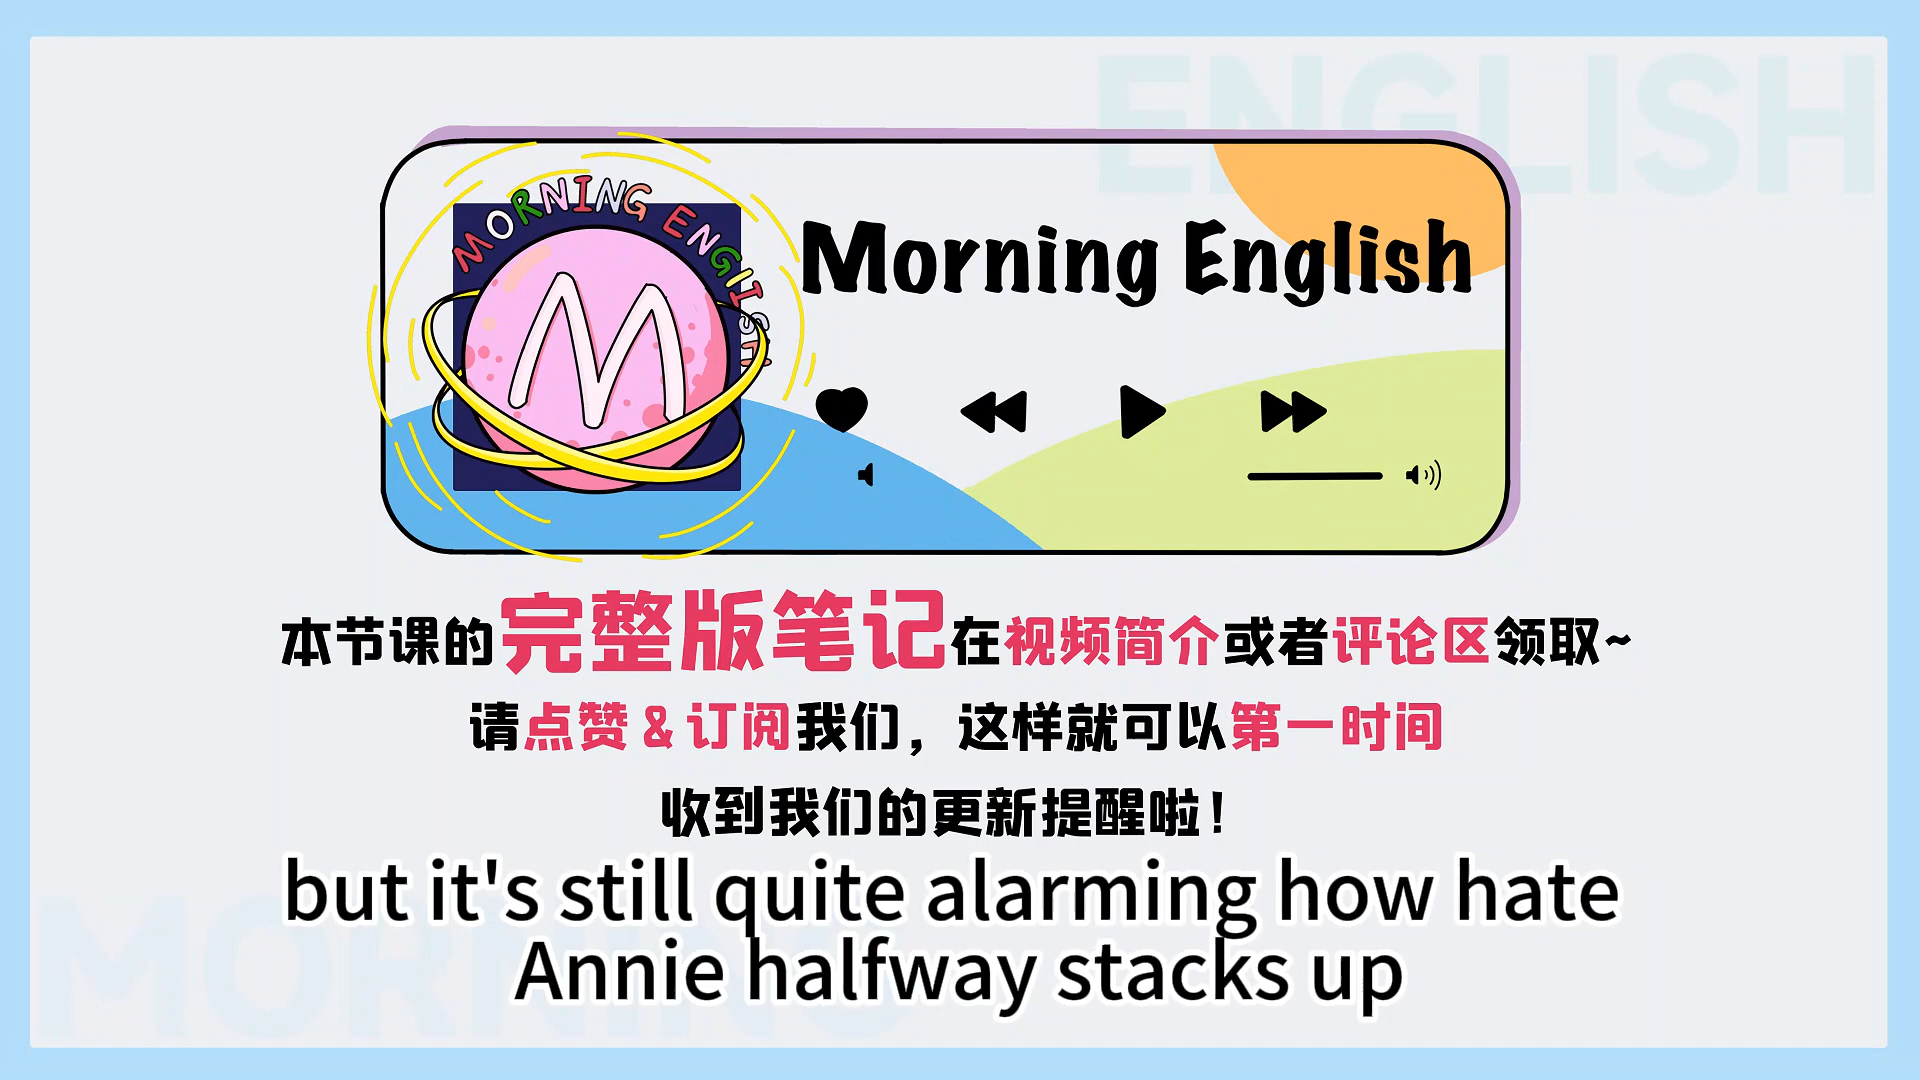 ENGLISH
MORNING ENGLISH
M
Morning English
本节课的完整版笔记在视频简介或者评论区领取~
请点赞&订阅我们，这样就可以第一时间
收到我们的更新提醒啦！
but it's still quite alarming how hate
Annie halfway stacks up
MORNING